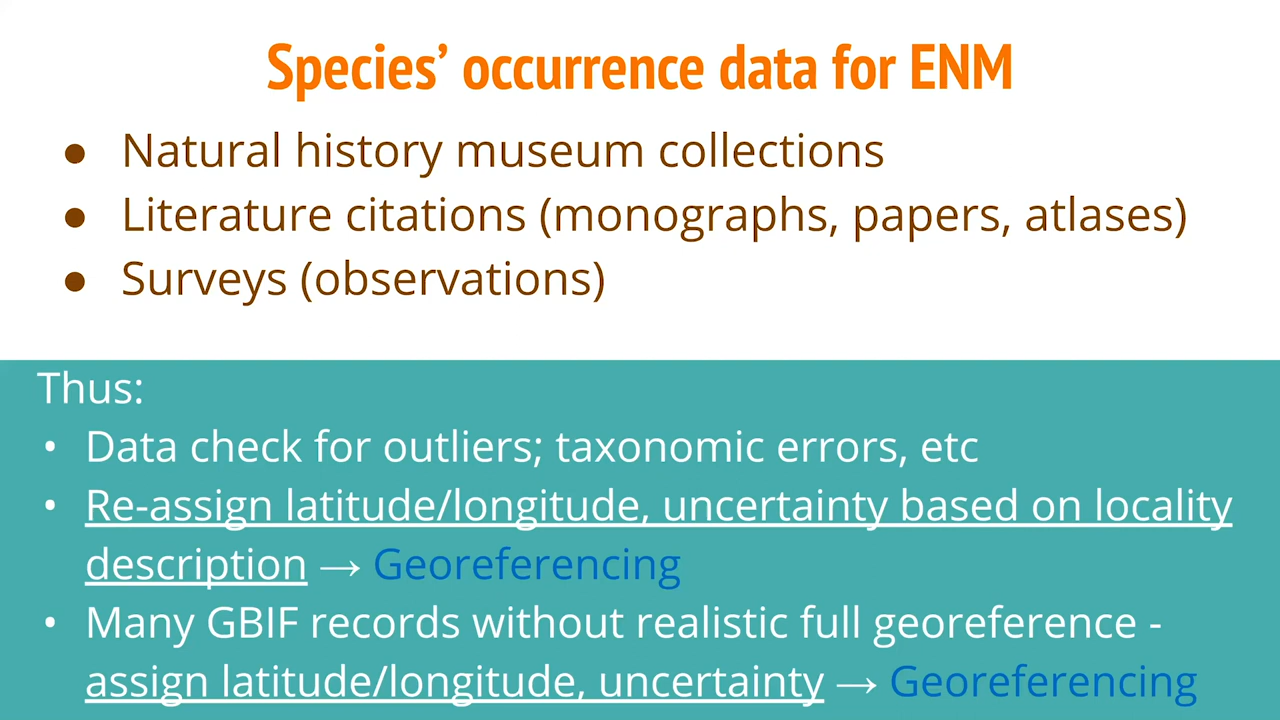 Species’ occurrence data for ENM
● Natural history museum collections
● Literature citations (monographs, papers, atlases)
● Surveys (observations)
Thus:
• Data check for outliers; taxonomic errors, etc
• Re-assign latitude/longitude, uncertainty based on locality
description → Georeferencing
• Many GBIF records without realistic full georeference -
assign latitude/longitude, uncertainty → Georeferencing